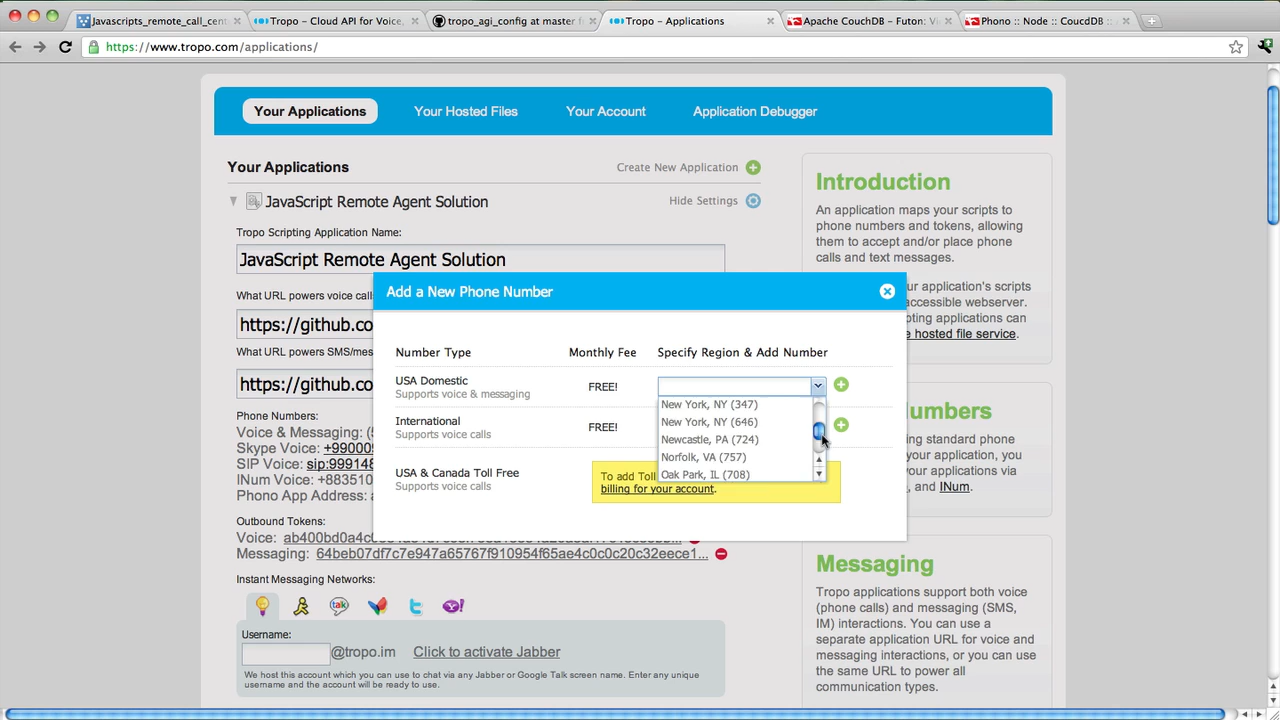 Javascripts_remote_call_cent
Tropo - Cloud API for Voice,
tropo_agi_config at master
Tropo - Applications
Apache CouchDB - Futon: V
Phono :: Node :: CoucdDB ::
https://www.tropo.com/applications/
Your Applications
Your Hosted Files
Your Account
Application Debugger
Your Applications
Create New Application
JavaScript Remote Agent Solution
Hide Settings
Tropo Scripting Application Name:
JavaScript Remote Agent Solution
What URL powers voice call
https://github.co
What URL powers SMS/mes
https://github.co
Phone Numbers:
Voice & Messaging: (5
Skype Voice: +99000
SIP Voice: sip:999148
INum Voice: +883510
Phono App Address:
Outbound Tokens:
Voice:
Messaging: 64beb07df7c7e947a65767f910954f65ae4c0c0c20c32eece1...
Instant Messaging Networks:
talk
Username:
@tropo.im
Click to activate Jabber
We host this account which you can use to chat via any Jabber or Google Talk screen name. Enter any unique
username and the account will be ready to use.
Add a New Phone Number
Number Type
Monthly Fee
Specify Region & Add Number
USA Domestic
Supports voice & messaging
FREE!
New York, NY (347)
New York, NY (646)
Newcastle, PA (724)
Norfolk, VA (757)
Oak Park, IL (708)
International
Supports voice calls
FREE!
USA & Canada Toll Free
Supports voice calls
To add Toll
billing for your account.
Introduction
An application maps your scripts to
phone numbers and tokens, allowing
them to accept and/or place phone
calls and text messages.
ur application's scripts
accessible webserver.
pting applications can
e hosted file service.
umbers
ing standard phone
your applications via
, and INum.
Messaging
Tropo applications support both voice
(phone calls) and messaging (SMS,
IM) interactions. You can use a
separate application URL for voice and
messaging interactions, or you can use
the same URL to power all
communication types.